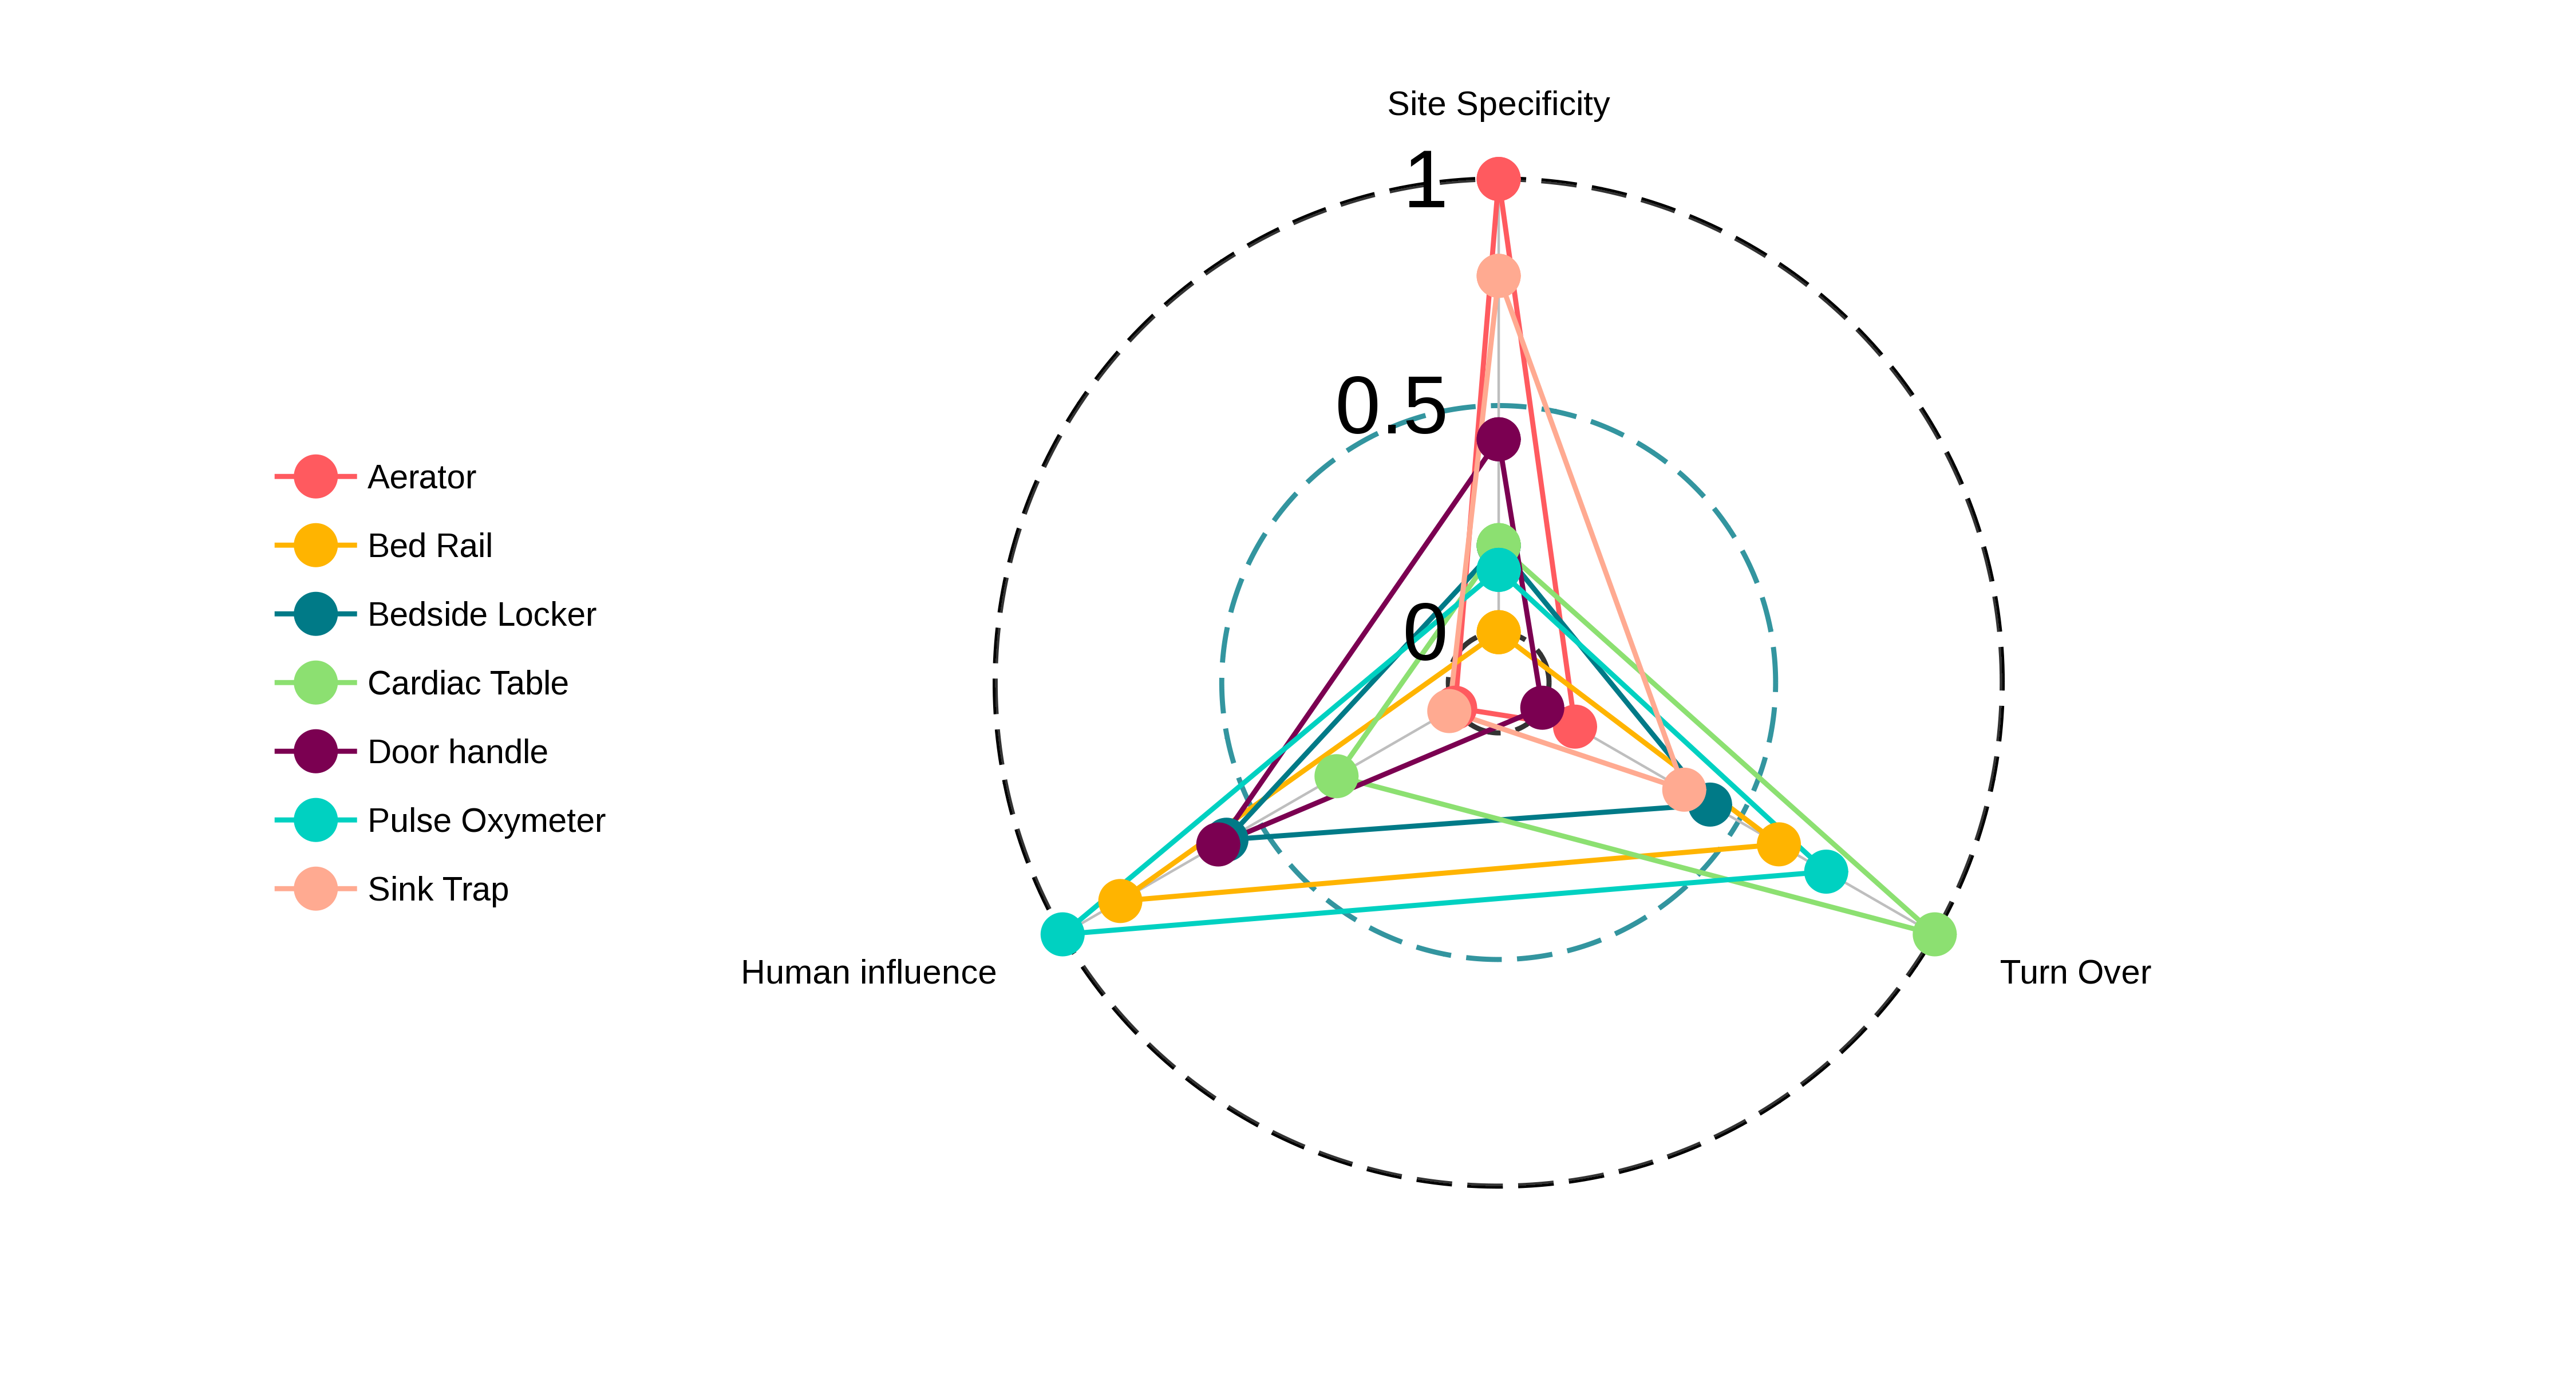 Site Specificity
1
0.5
0
Aerator
Bed Rail
Bedside Locker
Cardiac Table
Door handle
Pulse Oxymeter
Sink Trap
Human influence
Turn Over